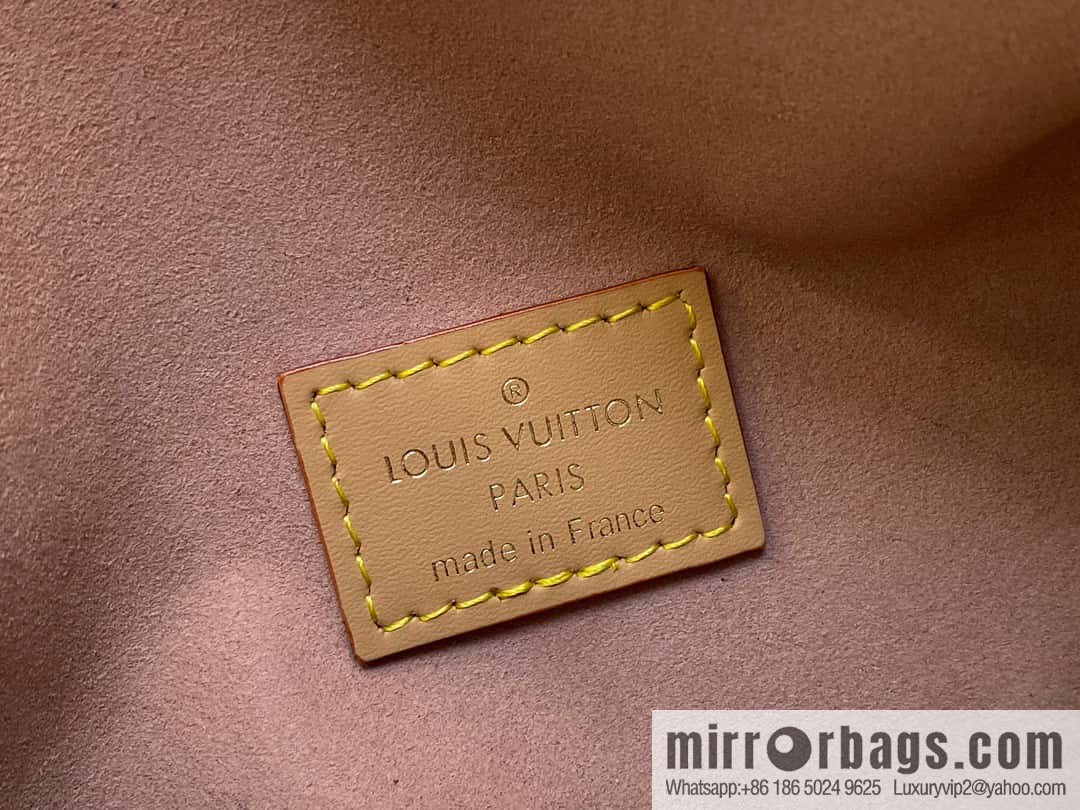 ®
LOUIS VUITTON
PARIS
made in France
mirrorbags.com
Whatsapp:+86 186 5024 9625 Luxuryvip2@yahoo.com